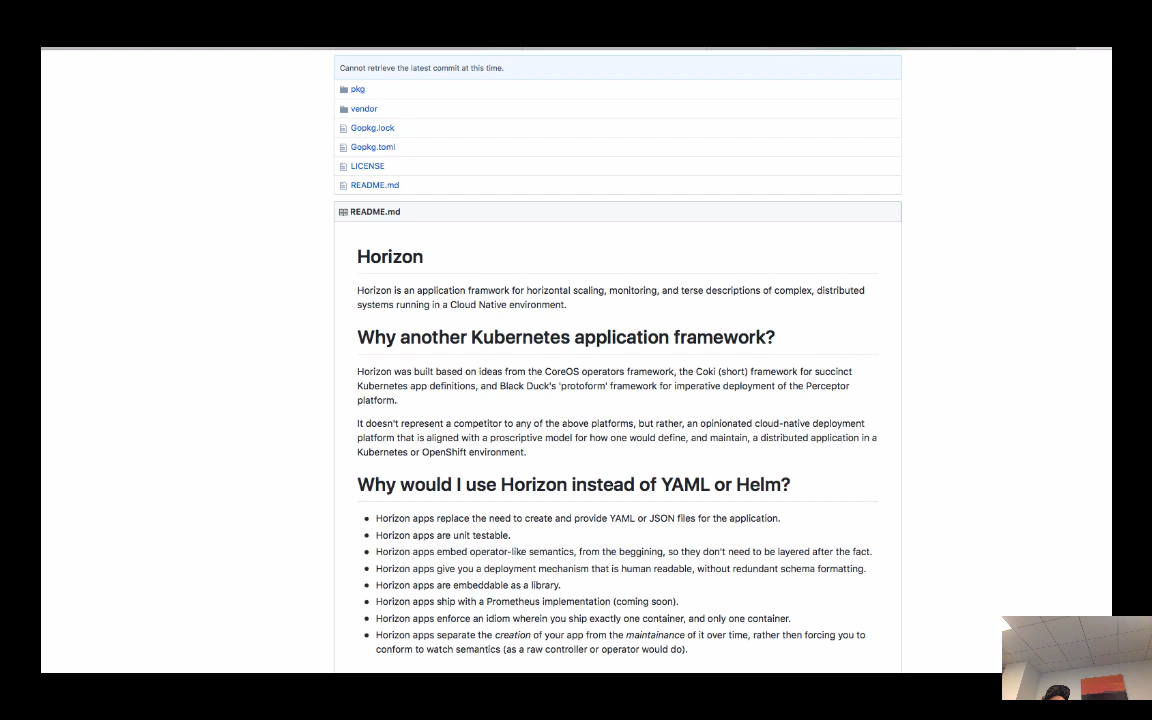 Cannot retrieve the latest commit at this time.
pkg
vendor
Gopkg.lock
Gopkg.toml
LICENSE
README.md
README.md
Horizon
Horizon is an application framwork for horizontal scaling, monitoring, and terse descriptions of complex, distributed
systems running in a Cloud Native environment.
Why another Kubernetes application framework?
Horizon was built based on ideas from the CoreOS operators framework, the Coki (short) framework for succinct
Kubernetes app definitions, and Black Duck's 'protoform' framework for imperative deployment of the Perceptor
platform.
It doesn't represent a competitor to any of the above platforms, but rather, an opinionated cloud-native deployment
platform that is aligned with a proscriptive model for how one would define, and maintain, a distributed application in a
Kubernetes or OpenShift environment.
Why would I use Horizon instead of YAML or Helm?
• Horizon apps replace the need to create and provide YAML or JSON files for the application.
• Horizon apps are unit testable.
• Horizon apps embed operator-like semantics, from the beggining, so they don't need to be layered after the fact.
• Horizon apps give you a deployment mechanism that is human readable, without redundant schema formatting.
• Horizon apps are embeddable as a library.
• Horizon apps ship with a Prometheus implementation (coming soon).
• Horizon apps enforce an idiom wherein you ship exactly one container, and only one container.
• Horizon apps separate the creation of your app from the maintainance of it over time, rather then forcing you to
conform to watch semantics (as a raw controller or operator would do).